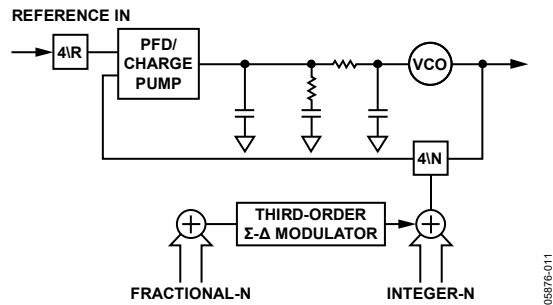 REFERENCE IN
4\R
PFD/
CHARGE
PUMP
VCO
4\N
THIRD-ORDER
Σ-Δ MODULATOR
FRACTIONAL-N
INTEGER-N
05876-011